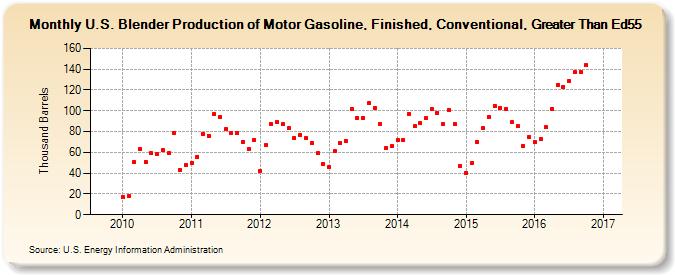 Monthly U.S. Blender Production of Motor Gasoline, Finished, Conventional, Greater Than Ed55
Thousand Barrels
160
140
120
100
80
60
40
20
0
2010 2011 2012 2013 2014 2015 2016 2017
Source: U.S. Energy Information Administration